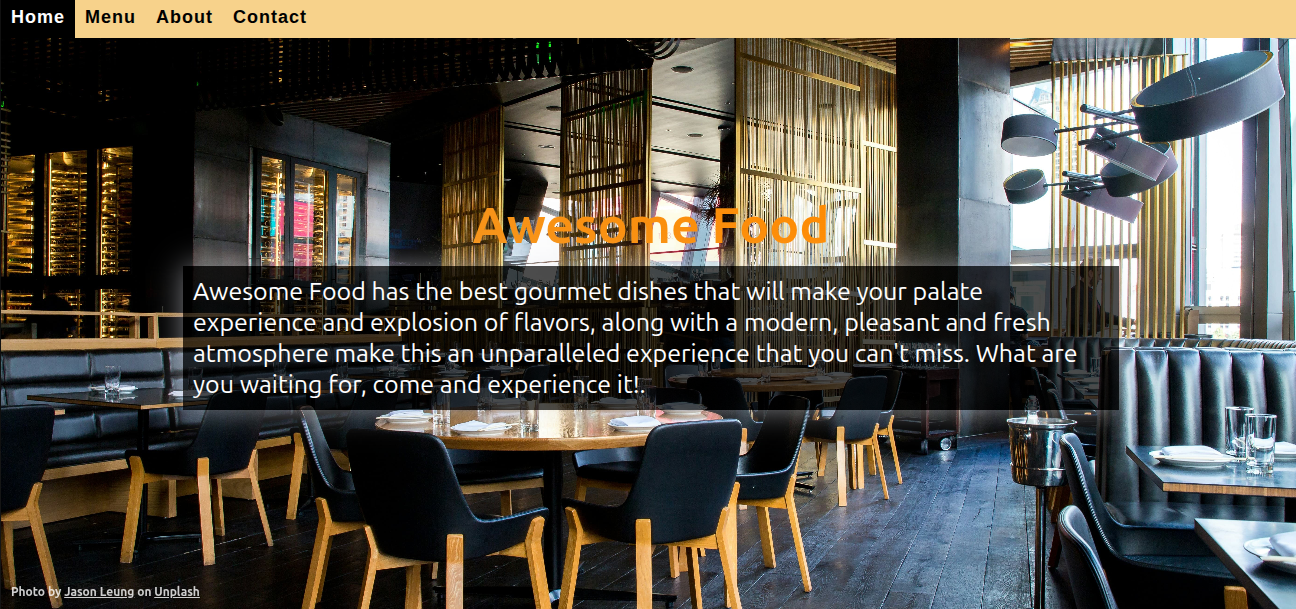 Home Menu About Contact
Awesome Food
Awesome Food has the best gourmet dishes that will make your palate
experience and explosion of flavors, along with a modern, pleasant and fresh
atmosphere make this an unparalleled experience that you can't miss. What are
you waiting for, come and experience it!.
Photo by Jason Leung on Unplash